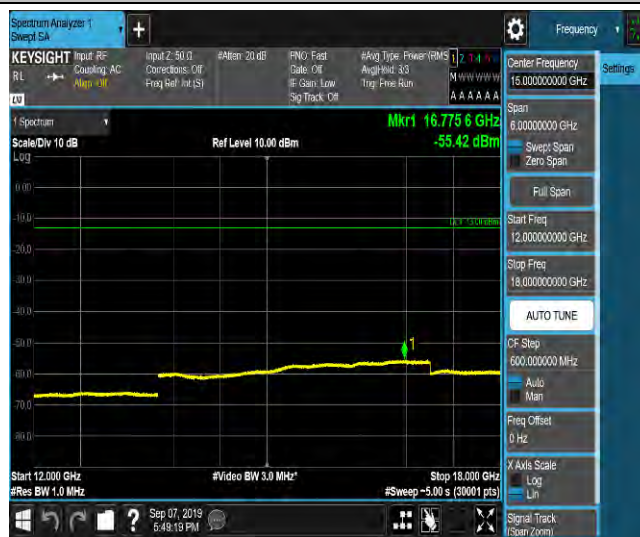 Spectrum Analyzer 1
Swept SA
+
Frequency
KEYSIGHT
RL
Input: RF
Coupling: AC
Align: Off
Input Z: 50 Ω
Corrections: Off
Freq Ref: Int (S)
#Atten: 20 dB
PNO: Fast
Gate: Off
IF Gain: Low
Sig Track: Off
#Avg Type: Power (RMS
Avg|Hold: 3/3
Trig: Free Run
M W W W W W
A A A A A A
1 Spectrum
Scale/Div 10 dB
Log
Ref Level 10.00 dBm
Mkr1 16.775 6 GHz
-55.42 dBm
0.00
-10.0
-20.0
-30.0
-40.0
-50.0
-60.0
-70.0
-80.0
1
Start 12.000 GHz
#Res BW 1.0 MHz
#Video BW 3.0 MHz*
Stop 18.000 GHz
#Sweep ~5.00 s (30001 pts)
Center Frequency
15.000000000 GHz
Settings
Span
6.00000000 GHz
Swept Span
Zero Span
Full Span
Start Freq
12.000000000 GHz
Stop Freq
18.000000000 GHz
AUTO TUNE
CF Step
600.000000 MHz
Auto
Man
Freq Offset
0 Hz
X Axis Scale
Log
Lin
Signal Track
(Span Zoom)
?
Sep 07, 2019
5:49:19 PM